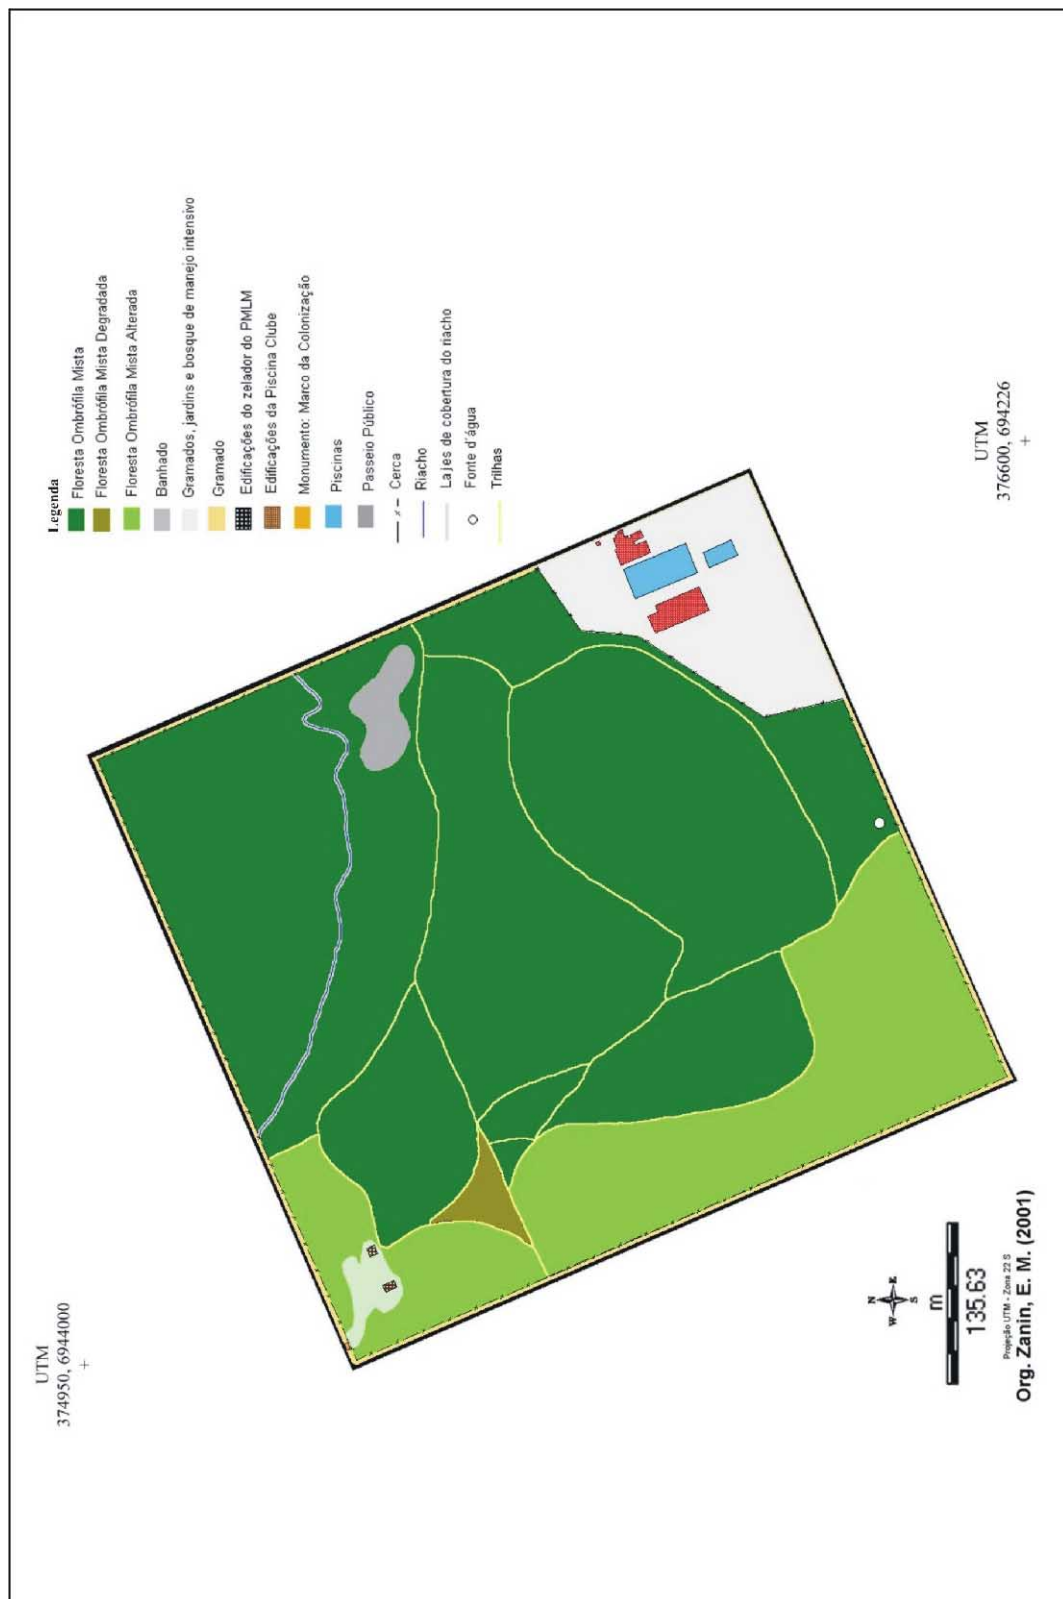 UTM
374950, 6944000
Legenda
Floresta Ombrófila Mista
Floresta Ombrófila Mista Degradada
Floresta Ombrófila Mista Alterada
Banhado
Gramados, jardins e bosque de manejo intensivo
Gramado
Edificações do zelador do PMLM
Edificações da Piscina Clube
Monumento: Marco da Colonização
Piscinas
Passeio Público
Cerca
Riacho
Lajes de cobertura do riacho
Fonte d'água
Trilhas
UTM
376600, 694226
N
W E
S
m
135.63
Projeção UTM - Zona 22 S
Org. Zanin, E. M. (2001)